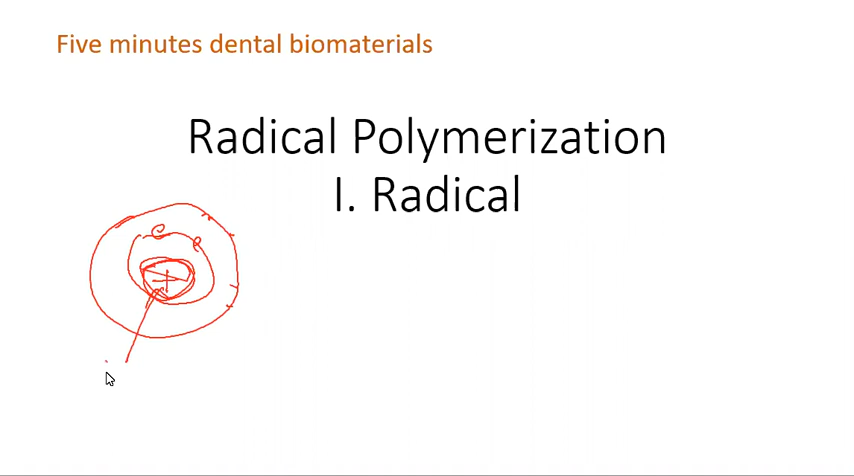 Five minutes dental biomaterials
Radical Polymerization
I. Radical
e
e
+